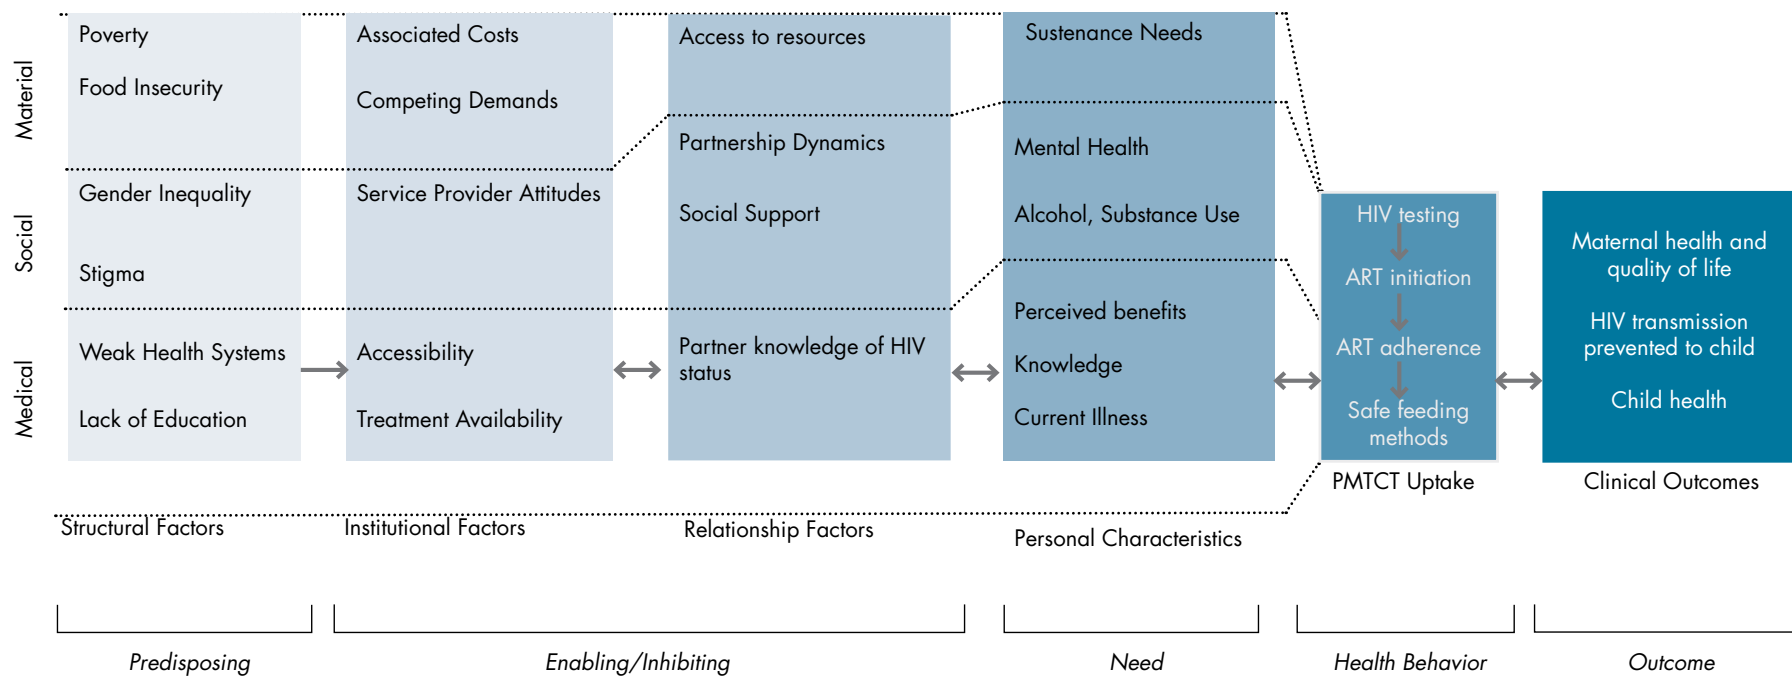 Material
Poverty
Food Insecurity
Associated Costs
Competing Demands
Access to resources
Sustenance Needs
Social
Gender Inequality
Stigma
Service Provider Attitudes
Partnership Dynamics
Social Support
Mental Health
Alcohol, Substance Use
Medical
Weak Health Systems
Lack of Education
Accessibility
Treatment Availability
Partner knowledge of HIV
status
Perceived benefits
Knowledge
Current Illness
HIV testing
ART initiation
ART adherence
Safe feeding
methods
Maternal health and
quality of life
HIV transmission
prevented to child
Child health
Structural Factors
Institutional Factors
Relationship Factors
Personal Characteristics
PMTCT Uptake
Clinical Outcomes
Predisposing
Enabling/Inhibiting
Need
Health Behavior
Outcome